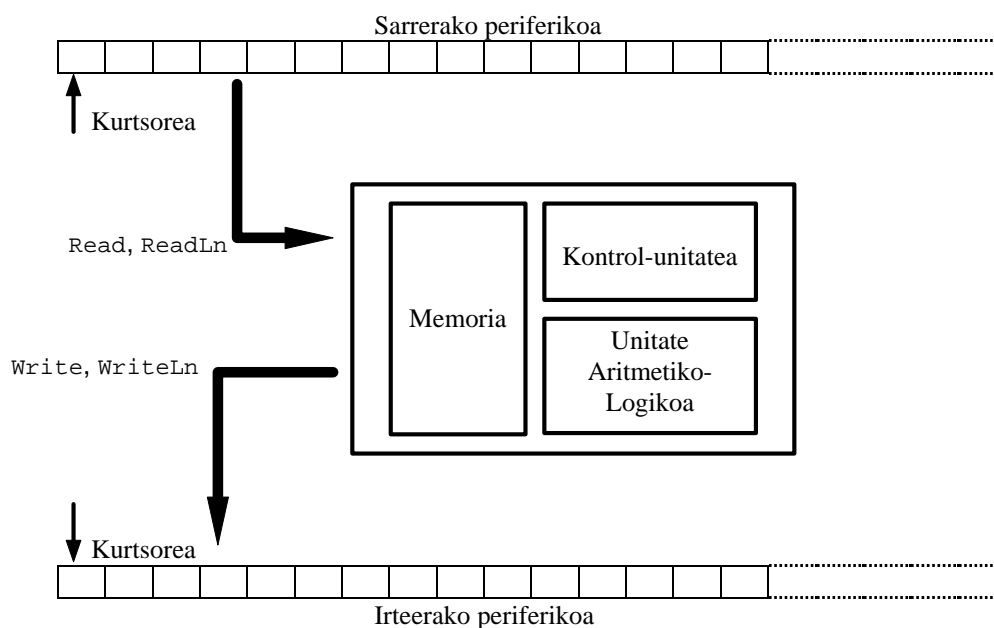 Sarrerako periferikoa
Kurtsorea
Read, ReadLn
Kontrol-unitatea
Memoria
Unitate
Aritmetiko-
Logikoa
Write, WriteLn
Kurtsorea
Irteerako periferikoa